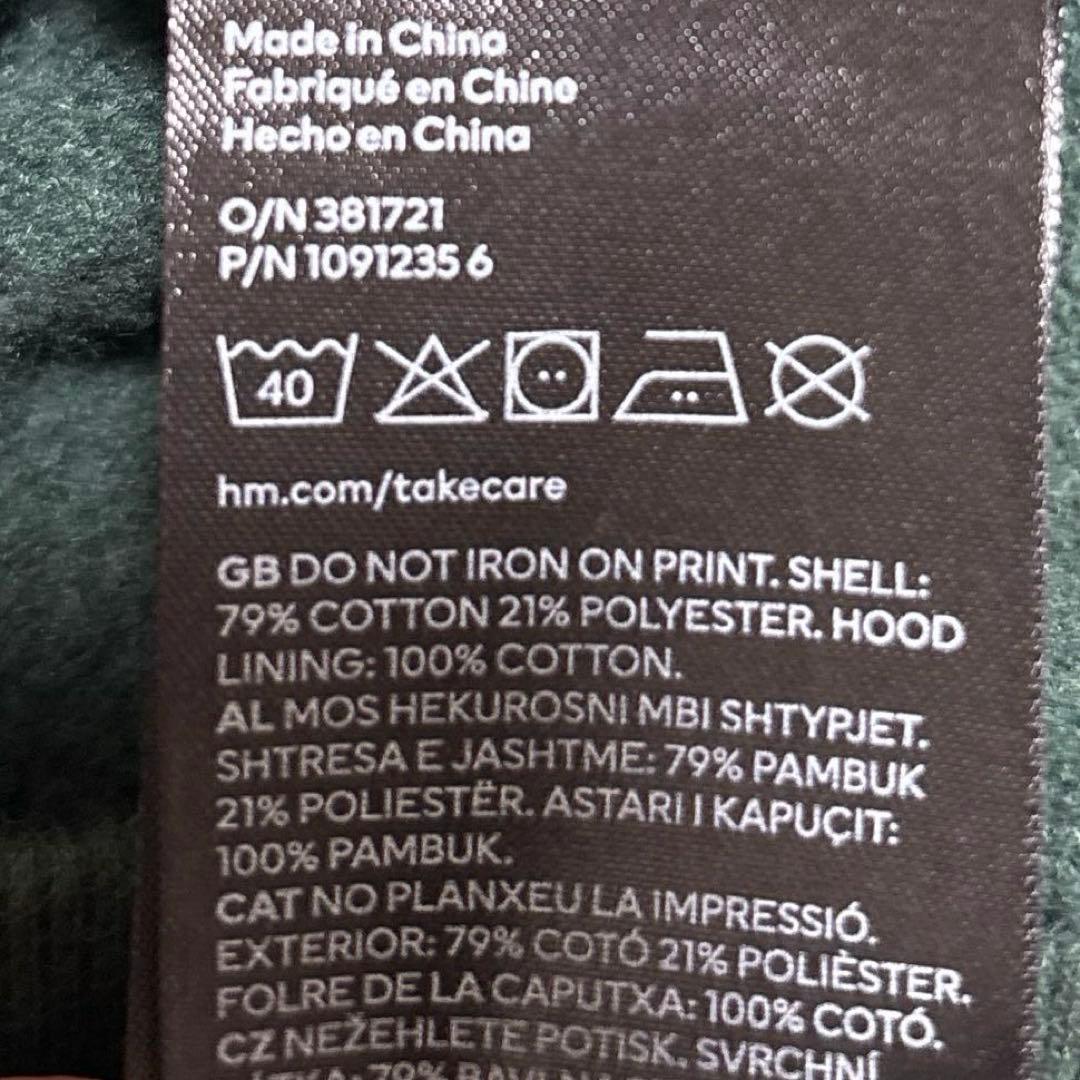 Made in China
Fabriqué en Chine
Hecho en China
O/N 381721
P/N 1091235 6
40
hm.com/takecare
GB DO NOT IRON ON PRINT. SHELL:
79% COTTON 21% POLYESTER. HOOD
LINING: 100% COTTON.
AL MOS HEKUROSNI MBI SHTYPJET.
SHTRESA E JASHTME: 79% PAMBUK
21% POLIESTËR. ASTARI I KAPUÇIT:
100% PAMBUK.
CAT NO PLANXEU LA IMPRESSIÓ.
EXTERIOR: 79% COTÓ 21% POLIÈSTER.
FOLRE DE LA CAPUTXA: 100% COTÓ.
CZ NEŽEHLETE POTISK. SVRCHNÍ
79%